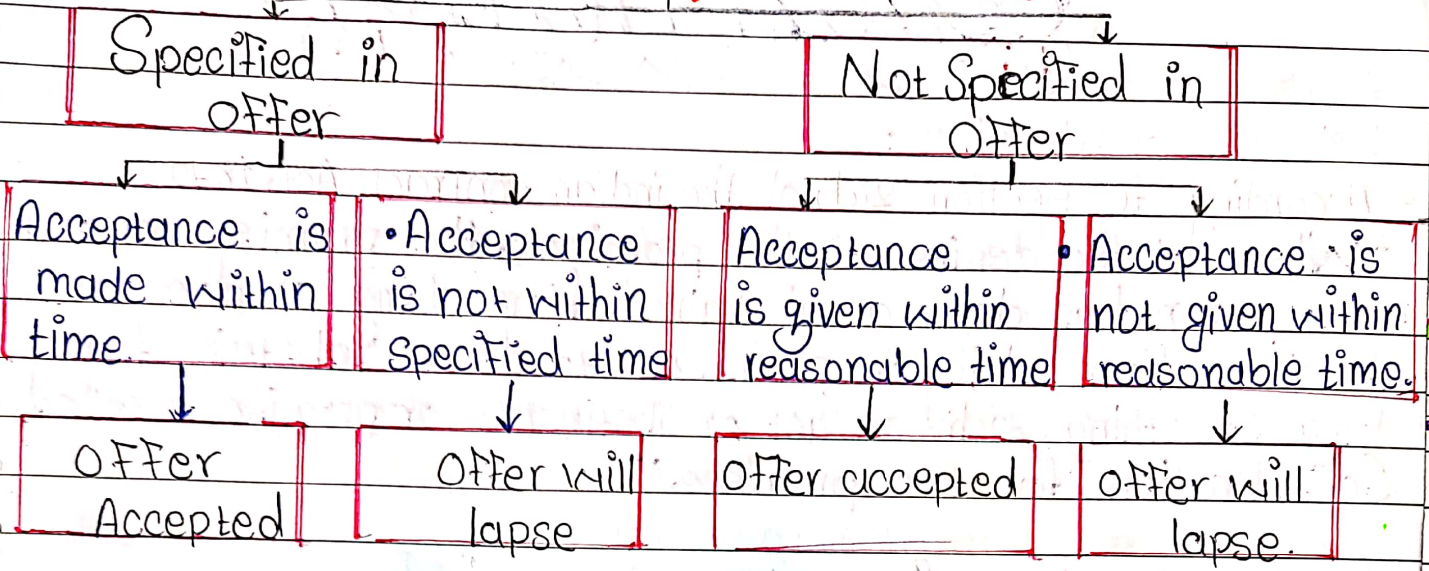 Specified in
offer
Not Specified in
Offer
Acceptance is
made within
time.
• Acceptance
is not within
specified time
Acceptance
is given within
reasonable time
• Acceptance is
not given within
reasonable time.
offer
Accepted
offer will
lapse
offer accepted
offer will
lapse.